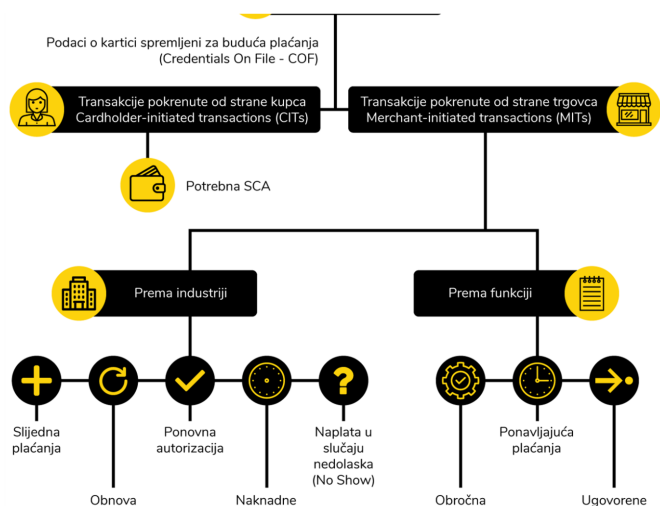 Podaci o kartici spremljeni za buduća plaćanja
(Credentials On File - COF)
Transakcije pokrenute od strane kupca
Cardholder-initiated transactions (CITs)
Transakcije pokrenute od strane trgovca
Merchant-initiated transactions (MITs)
Potrebna SCA
Prema industriji
Prema funkciji
Slijedna
plaćanja
Ponovna
autorizacija
Naplata u
slučaju
nedolaska
(No Show)
Ponavljajuća
plaćanja
Obnova
Naknadne
Obročna
Ugovorene